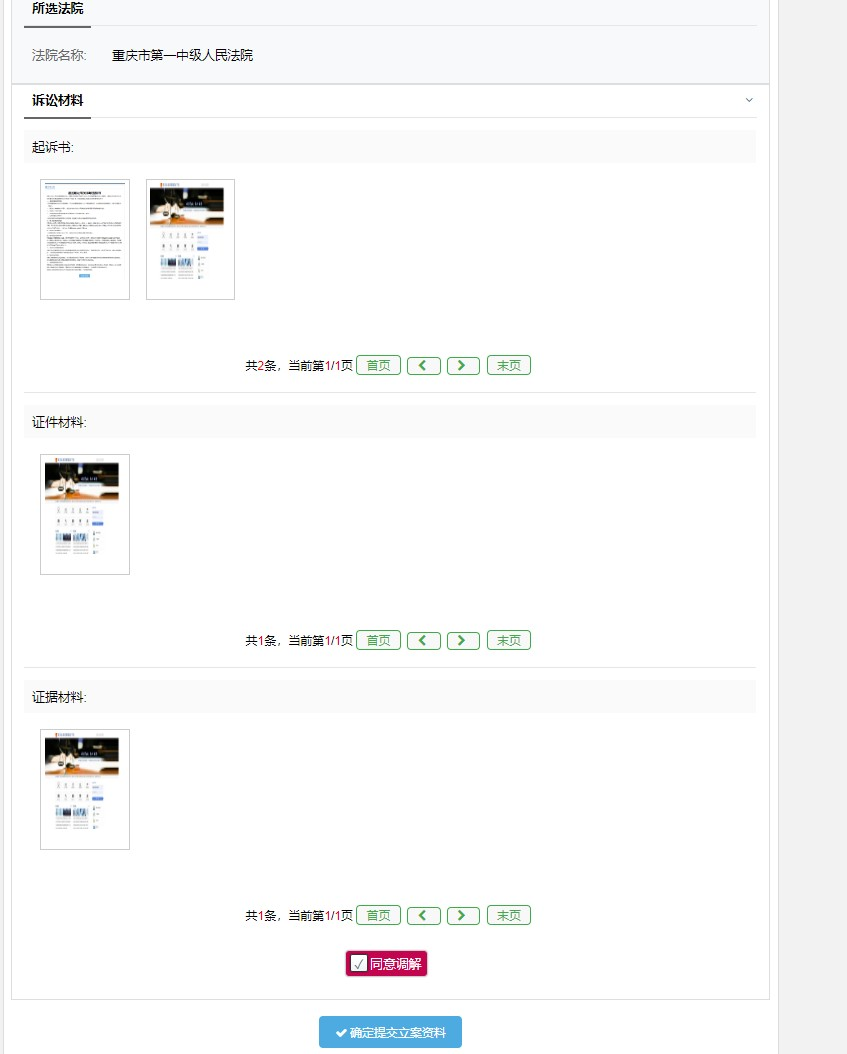 所选法院
法院名称: 重庆市第一中级人民法院
诉讼材料
起诉书:
共2条，当前第1/1页 首页 末页
证件材料:
共1条，当前第1/1页 首页 末页
证据材料:
共1条，当前第1/1页 首页 末页
同意调解
确定提交立案资料